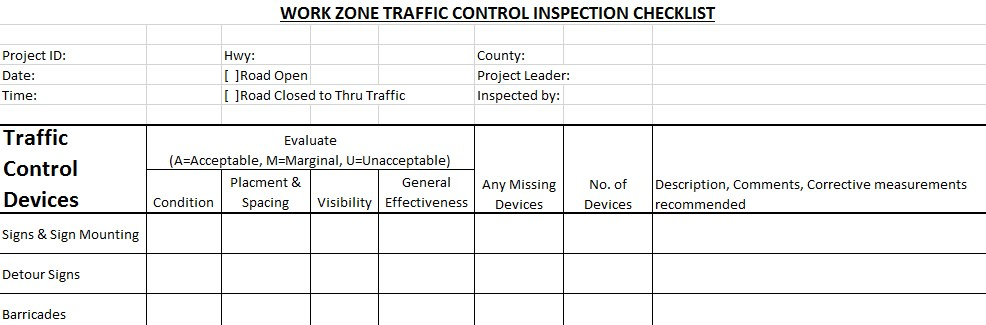 WORK ZONE TRAFFIC CONTROL INSPECTION CHECKLIST
Project ID: Hwy: County:
Date: [ ]Road Open Project Leader:
Time: [ ]Road Closed to Thru Traffic Inspected by:
Traffic
Control
Devices
Evaluate
(A=Acceptable, M=Marginal, U=Unacceptable)
Condition
Placment &
Spacing
Visibility
General
Effectiveness
Any Missing
Devices
No. of
Devices
Description, Comments, Corrective measurements
recommended
Signs & Sign Mounting
Detour Signs
Barricades